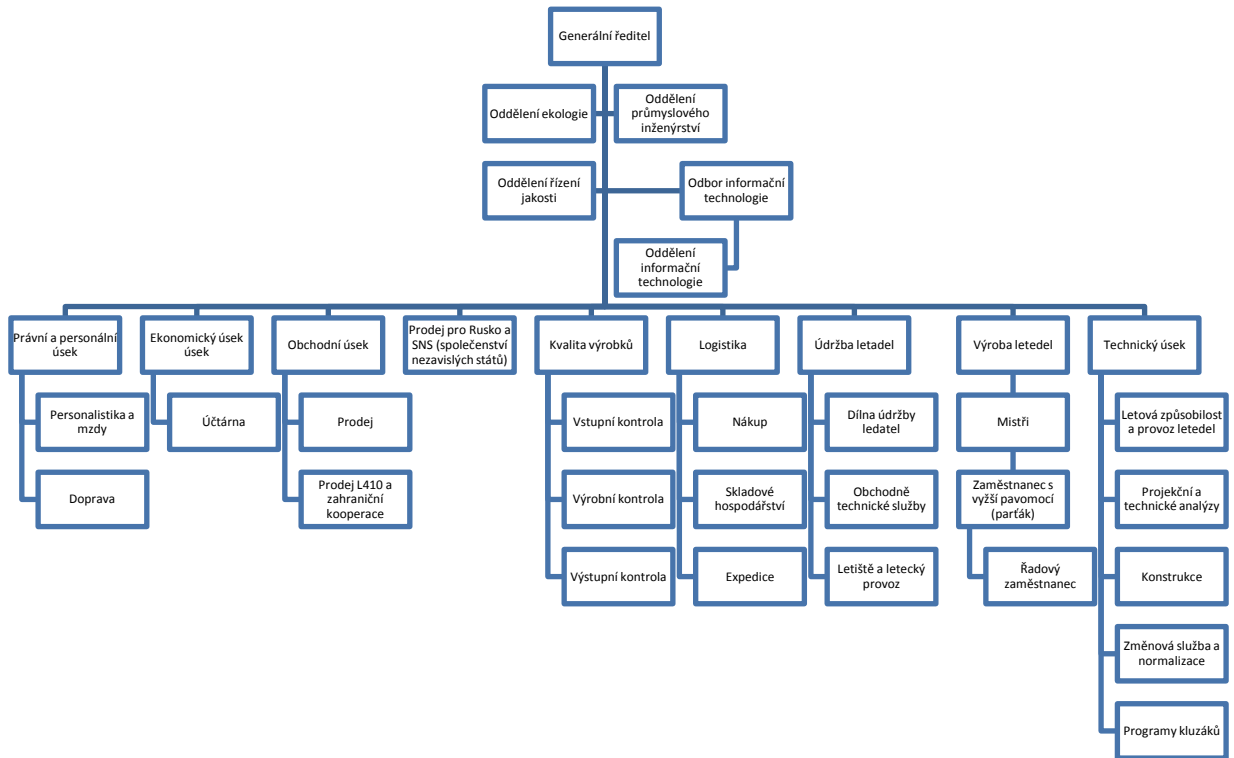 Generální ředitel
Oddělení ekologie
Oddělení
průmyslového
inženýrství
Oddělení řízení
jakosti
Odbor informační
technologie
Oddělení
informační
technologie
Právní a personální
úsek
Ekonomický úsek
úsek
Obchodní úsek
Prodej pro Rusko a
SNS (společenství
nezavislých států)
Kvalita výrobků
Logistika
Údržba letadel
Výroba letedel
Technický úsek
Personalistika a
mzdy
Účtárna
Prodej
Vstupní kontrola
Nákup
Dílna údržby
ledatel
Mistři
Letová způsobilost
a provoz letedel
Doprava
Prodej L410 a
zahraniční
kooperace
Výrobní kontrola
Skladové
hospodářství
Obchodně
technické služby
Zaměstnanec s
vyžší pavomocí
(parťák)
Projekční a
technické analýzy
Výstupní kontrola
Expedice
Letiště a letecký
provoz
Řadový
zaměstnanec
Konstrukce
Změnová služba a
normalizace
Programy kluzáků